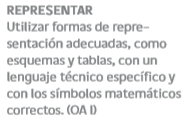 REPRESENTAR
Utilizar formas de repre-
sentación adecuadas, como
esquemas y tablas, con un
lenguaje técnico específico y
con los símbolos matemáticos
correctos. (OA l)